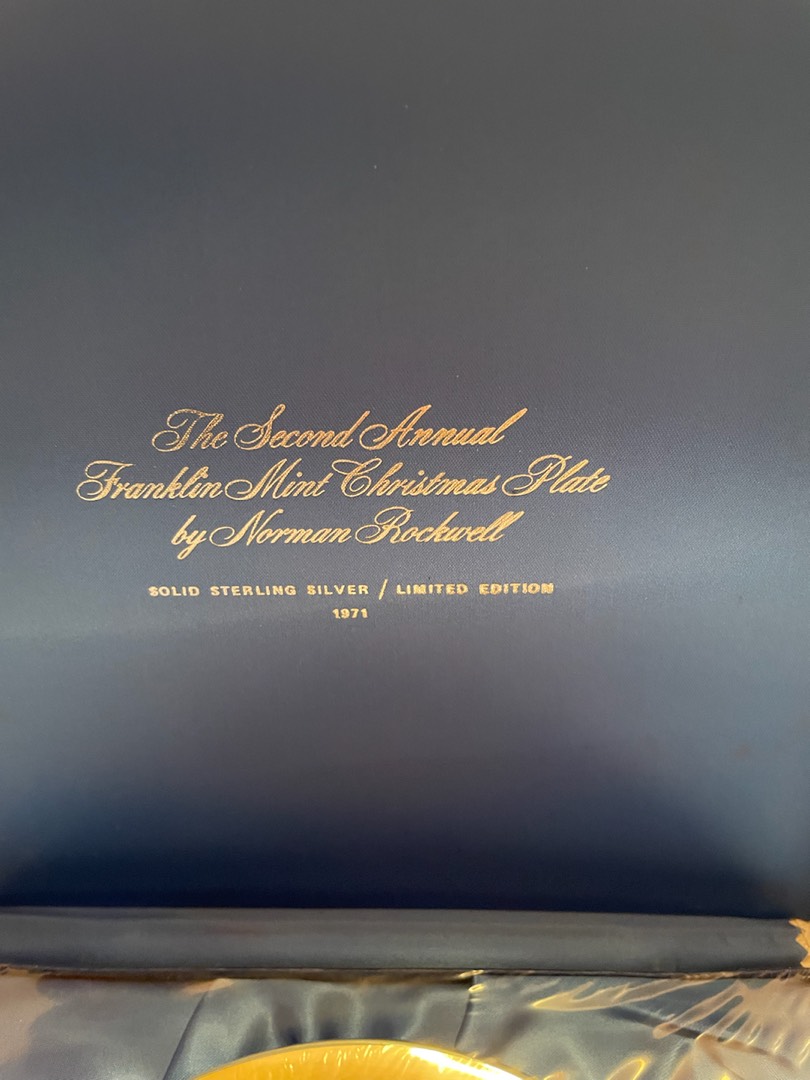 The Second Annual
Franklin Mint Christmas Plate
by Norman Rockwell
SOLID STERLING SILVER / LIMITED EDITION
1971